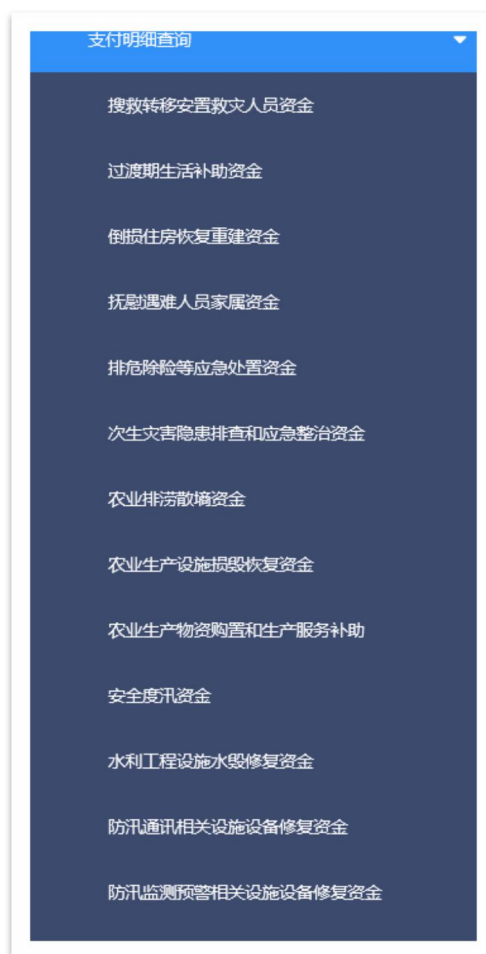 支付明细查询
搜救转移安置救灾人员资金
过渡期生活补助资金
倒损住房恢复重建资金
抚慰遇难人员家属资金
排危除险等应急处置资金
次生灾害隐患排查和应急整治资金
农业排涝散墒资金
农业生产设施损毁恢复资金
农业生产物资购置和生产服务补助
安全度汛资金
水利工程设施水毁修复资金
防汛通讯相关设施设备修复资金
防汛监测预警相关设施设备修复资金